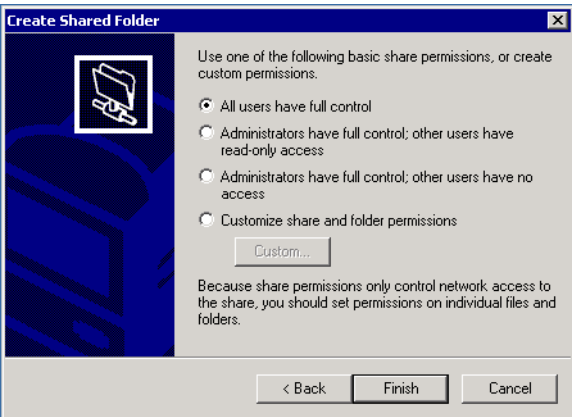 Create Shared Folder
Use one of the following basic share permissions, or create
custom permissions.
All users have full control
Administrators have full control; other users have
read-only access
Administrators have full control; other users have no
access
Customize share and folder permissions
Custom...
Because share permissions only control network access to
the share, you should set permissions on individual files and
folders.
< Back
Finish
Cancel